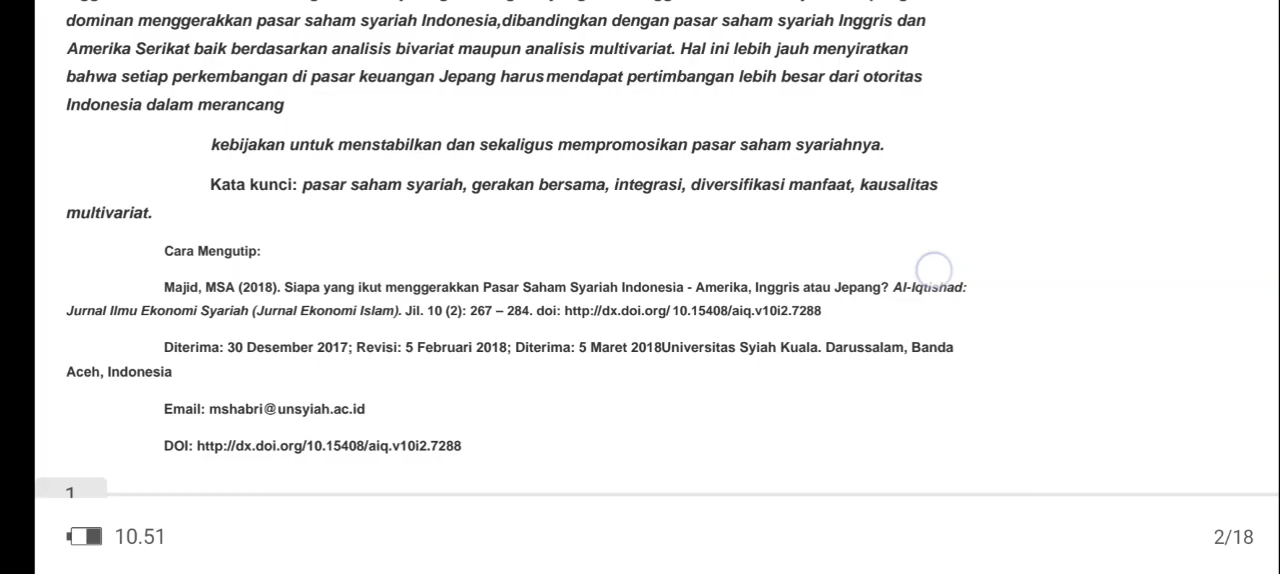 dominan menggerakkan pasar saham syariah Indonesia,dibandingkan dengan pasar saham syariah Inggris dan
Amerika Serikat baik berdasarkan analisis bivariat maupun analisis multivariat. Hal ini lebih jauh menyiratkan
bahwa setiap perkembangan di pasar keuangan Jepang harus mendapat pertimbangan lebih besar dari otoritas
Indonesia dalam merancang
kebijakan untuk menstabilkan dan sekaligus mempromosikan pasar saham syariahnya.
Kata kunci: pasar saham syariah, gerakan bersama, integrasi, diversifikasi manfaat, kausalitas
multivariat.
Cara Mengutip:
Majid, MSA (2018). Siapa yang ikut menggerakkan Pasar Saham Syariah Indonesia - Amerika, Inggris atau Jepang? Al-Iqtishad:
Jurnal Ilmu Ekonomi Syariah (Jurnal Ekonomi Islam). Jil. 10 (2): 267 – 284. doi: http://dx.doi.org/ 10.15408/aiq.v10i2.7288
Diterima: 30 Desember 2017; Revisi: 5 Februari 2018; Diterima: 5 Maret 2018Universitas Syiah Kuala. Darussalam, Banda
Aceh, Indonesia
Email: mshabri@unsyiah.ac.id
DOI: http://dx.doi.org/10.15408/aiq.v10i2.7288
1
10.51
2/18